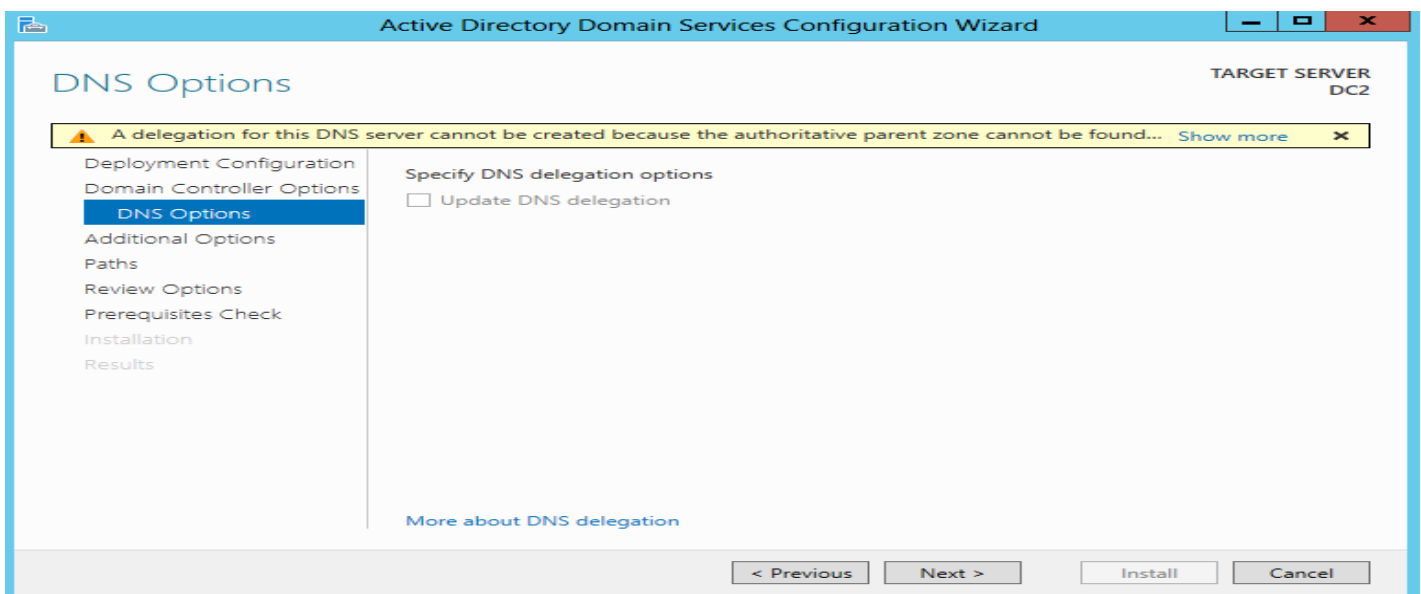 Active Directory Domain Services Configuration Wizard
DNS Options
TARGET SERVER
DC2
A delegation for this DNS server cannot be created because the authoritative parent zone cannot be found... Show more
Deployment Configuration
Domain Controller Options
DNS Options
Additional Options
Paths
Review Options
Prerequisites Check
Installation
Results
Specify DNS delegation options
Update DNS delegation
More about DNS delegation
< Previous
Next >
Install
Cancel